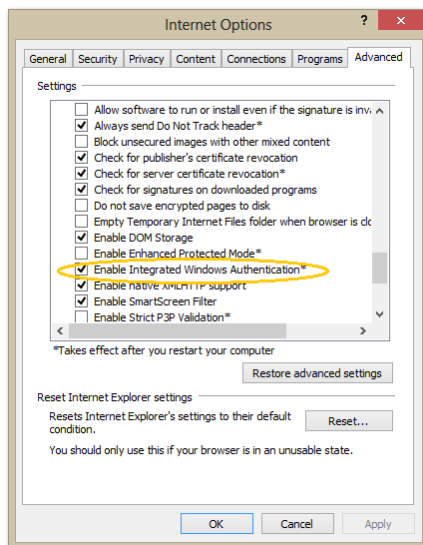 Internet Options
?
×
General Security Privacy Content Connections Programs Advanced
Settings
Allow software to run or install even if the signature is
Always send Do Not Track header*
Block unsecured images with other mixed content
Check for publisher's certificate revocation
Check for server certificate revocation*
Check for signatures on downloaded programs
Do not save encrypted pages to disk
Empty Temporary Internet Files folder when browser is
Enable DOM Storage
Enable Enhanced Protected Mode*
Enable Integrated Windows Authentication*
Enable native XMLHTTP support
Enable SmartScreen Filter
Enable Strict P3P Validation*
*Takes effect after you restart your computer
Restore advanced settings
Reset Internet Explorer settings
Resets Internet Explorer's settings to their default
condition.
Reset...
You should only use this if your browser is in an unusable state.
OK Cancel Apply